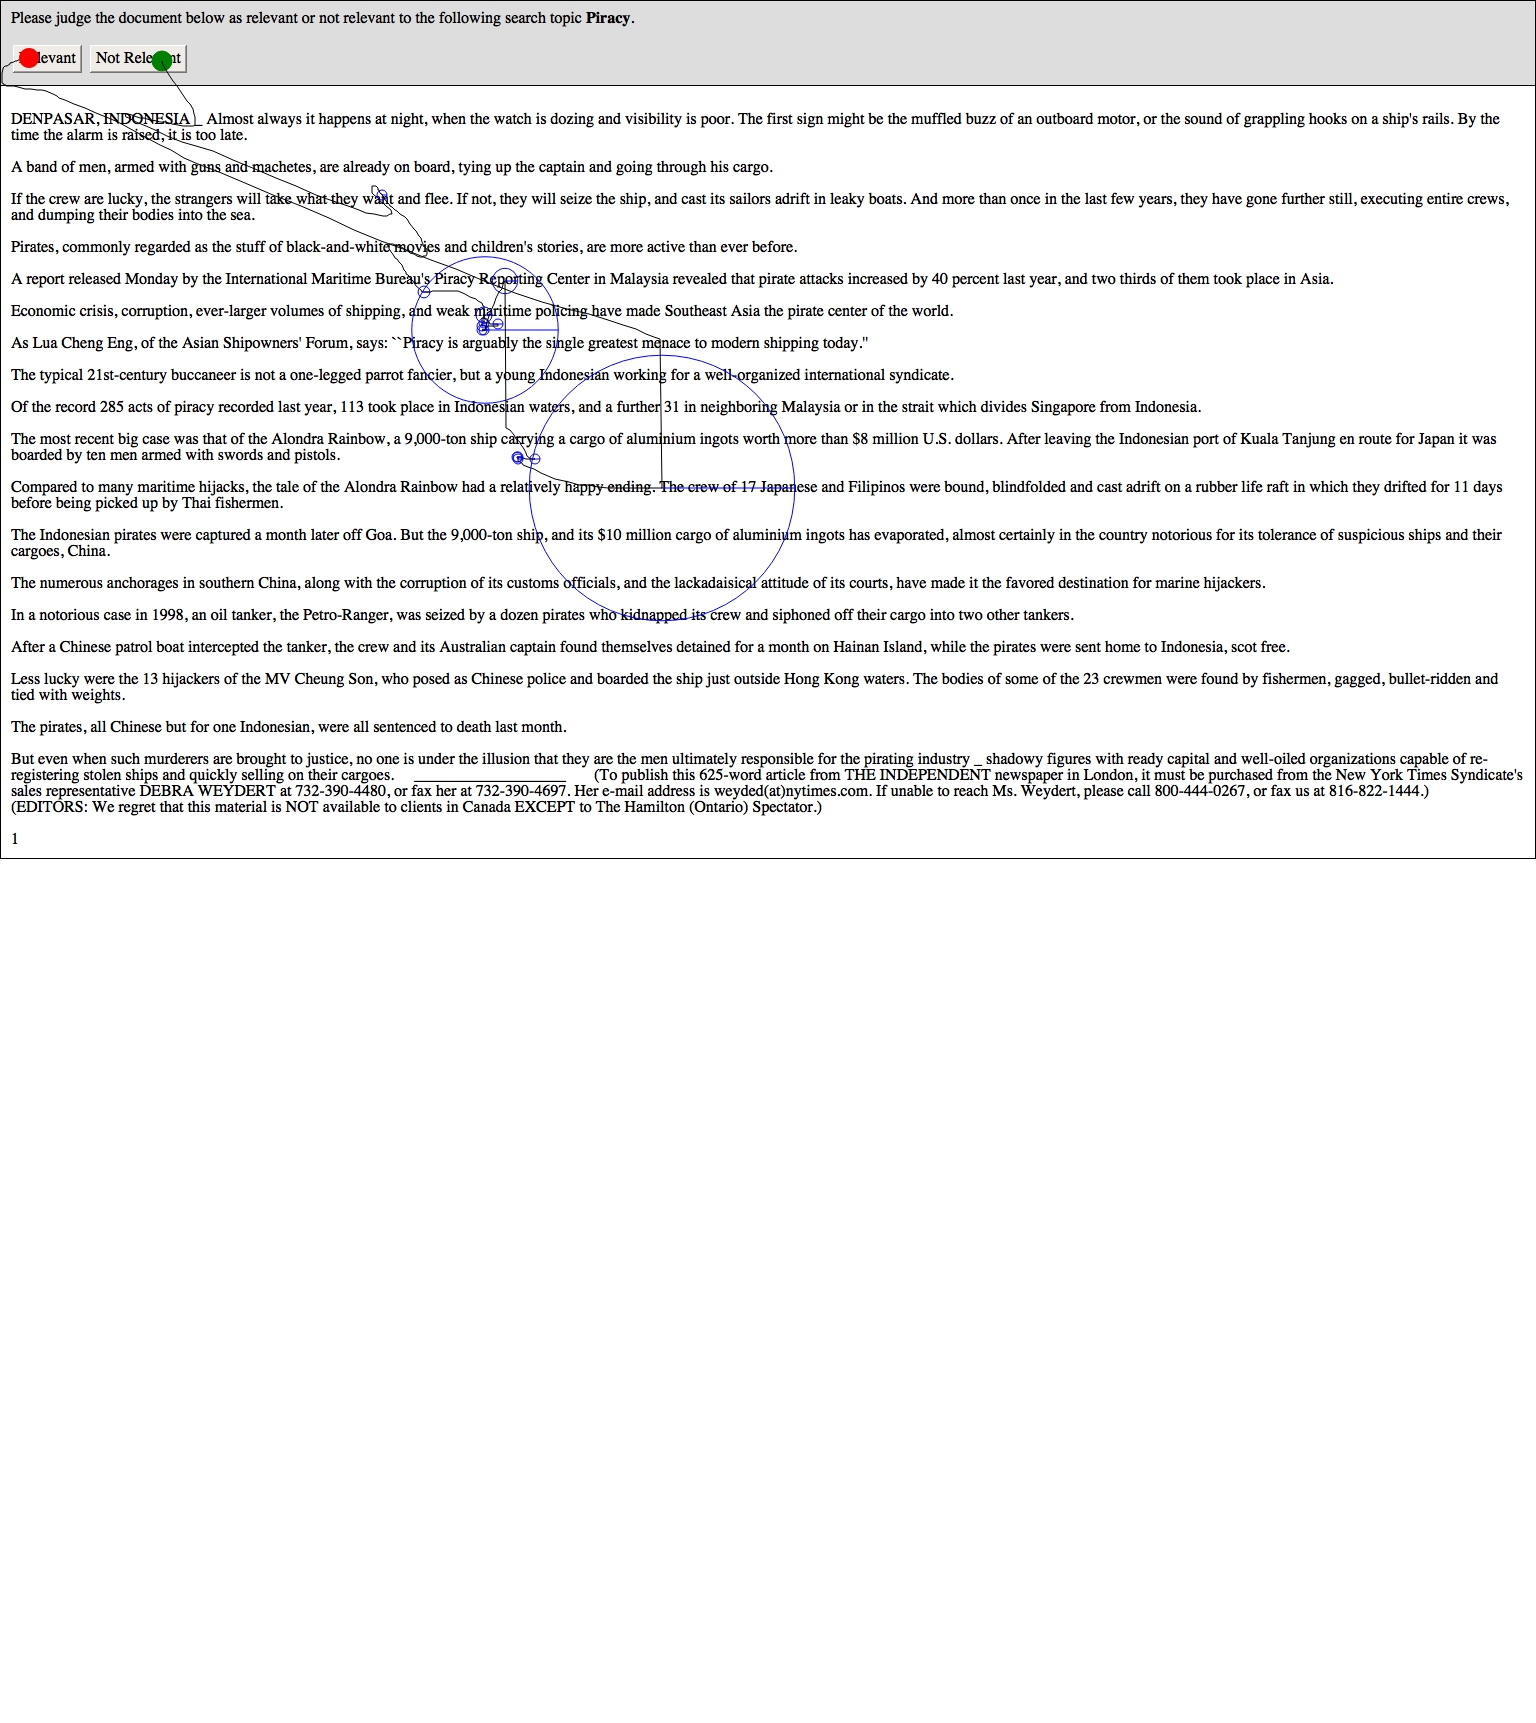 Please judge the document below as relevant or not relevant to the following search topic Piracy.
levant Not Rele nt
DENPASAR, INDONESIA _ Almost always it happens at night, when the watch is dozing and visibility is poor. The first sign might be the muffled buzz of an outboard motor, or the sound of grappling hooks on a ship's rails. By the
time the alarm is raised, it is too late.
A band of men, armed with guns and machetes, are already on board, tying up the captain and going through his cargo.
If the crew are lucky, the strangers will take what they want and flee. If not, they will seize the ship, and cast its sailors adrift in leaky boats. And more than once in the last few years, they have gone further still, executing entire crews,
and dumping their bodies into the sea.
Pirates, commonly regarded as the stuff of black-and-white movies and children's stories, are more active than ever before.
A report released Monday by the International Maritime Bureau's Piracy Reporting Center in Malaysia revealed that pirate attacks increased by 40 percent last year, and two thirds of them took place in Asia.
Economic crisis, corruption, ever-larger volumes of shipping, and weak maritime policing have made Southeast Asia the pirate center of the world.
As Lua Cheng Eng, of the Asian Shipowners' Forum, says: ``Piracy is arguably the single greatest menace to modern shipping today.''
The typical 21st-century buccaneer is not a one-legged parrot fancier, but a young Indonesian working for a well-organized international syndicate.
Of the record 285 acts of piracy recorded last year, 113 took place in Indonesian waters, and a further 31 in neighboring Malaysia or in the strait which divides Singapore from Indonesia.
The most recent big case was that of the Alondra Rainbow, a 9,000-ton ship carrying a cargo of aluminium ingots worth more than $8 million U.S. dollars. After leaving the Indonesian port of Kuala Tanjung en route for Japan it was
boarded by ten men armed with swords and pistols.
Compared to many maritime hijacks, the tale of the Alondra Rainbow had a relatively happy ending. The crew of 17 Japanese and Filipinos were bound, blindfolded and cast adrift on a rubber life raft in which they drifted for 11 days
before being picked up by Thai fishermen.
The Indonesian pirates were captured a month later off Goa. But the 9,000-ton ship, and its $10 million cargo of aluminium ingots has evaporated, almost certainly in the country notorious for its tolerance of suspicious ships and their
cargoes, China.
The numerous anchorages in southern China, along with the corruption of its customs officials, and the lackadaisical attitude of its courts, have made it the favored destination for marine hijackers.
In a notorious case in 1998, an oil tanker, the Petro-Ranger, was seized by a dozen pirates who kidnapped its crew and siphoned off their cargo into two other tankers.
After a Chinese patrol boat intercepted the tanker, the crew and its Australian captain found themselves detained for a month on Hainan Island, while the pirates were sent home to Indonesia, scot free.
Less lucky were the 13 hijackers of the MV Cheung Son, who posed as Chinese police and boarded the ship just outside Hong Kong waters. The bodies of some of the 23 crewmen were found by fishermen, gagged, bullet-ridden and
tied with weights.
The pirates, all Chinese but for one Indonesian, were all sentenced to death last month.
But even when such murderers are brought to justice, no one is under the illusion that they are the men ultimately responsible for the pirating industry _ shadowy figures with ready capital and well-oiled organizations capable of re-
registering stolen ships and quickly selling on their cargoes. ___________________ (To publish this 625-word article from THE INDEPENDENT newspaper in London, it must be purchased from the New York Times Syndicate's
sales representative DEBRA WEYDERT at 732-390-4480, or fax her at 732-390-4697. Her e-mail address is weyded(at)nytimes.com. If unable to reach Ms. Weydert, please call 800-444-0267, or fax us at 816-822-1444.)
(EDITORS: We regret that this material is NOT available to clients in Canada EXCEPT to The Hamilton (Ontario) Spectator.)
1